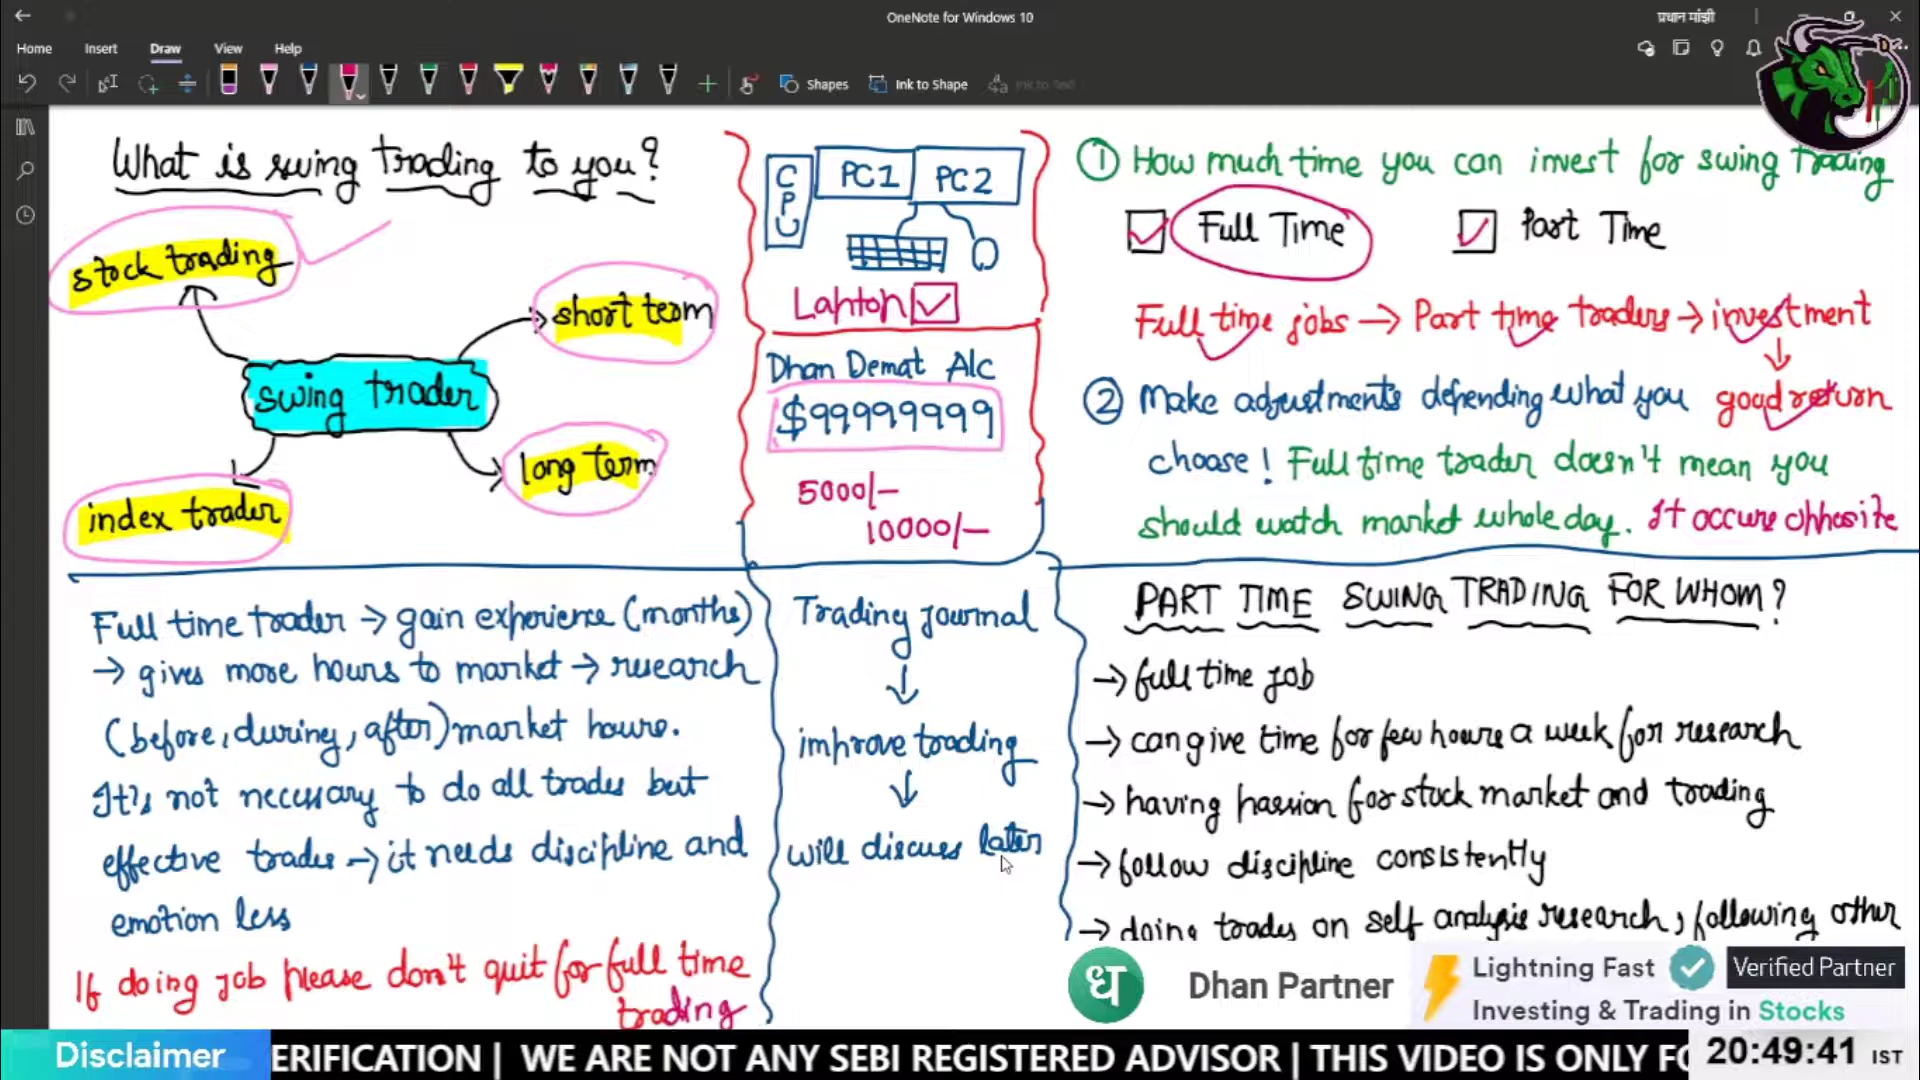 OneNote for Windows 10
प्रधान मांझी
Home Insert Draw View Help
Shapes Ink to Shape Ink to Text
What is swing trading to you?
stock trading
short term
swing trader
long term
index trader
CPU PC1 PC2
Laptop
Dhan Demat A/c
$99999999
5000/-
10000/-
① How much time you can invest for swing trading
Full Time Part Time
Full time jobs → Part time traders → investment
↓
② Make adjustments depending what you good return
choose! Full time trader doesn't mean you
should watch market whole day. It occurs opposite
Full time trader → gain experience (months)
→ gives more hours to market → research
(before, during, after) market hours.
It's not necessary to do all trades but
effective trades → it needs discipline and
emotion less
If doing job please don't quit for full time
trading
Trading journal
↓
improve trading
↓
will discuss later
PART TIME SWING TRADING FOR WHOM?
→ full time job
→ can give time for few hours a week for research
→ having passion for stock market and trading
→ follow discipline consistently
→ doing trades on self analysis research, following other
ध Dhan Partner
Lightning Fast
Investing & Trading in Stocks
Verified Partner
Disclaimer
ERIFICATION | WE ARE NOT ANY SEBI REGISTERED ADVISOR | THIS VIDEO IS ONLY FO
20:49:41 IST